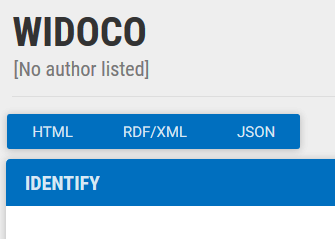 WIDOCO
[No author listed]
HTML RDF/XML JSON
IDENTIFY